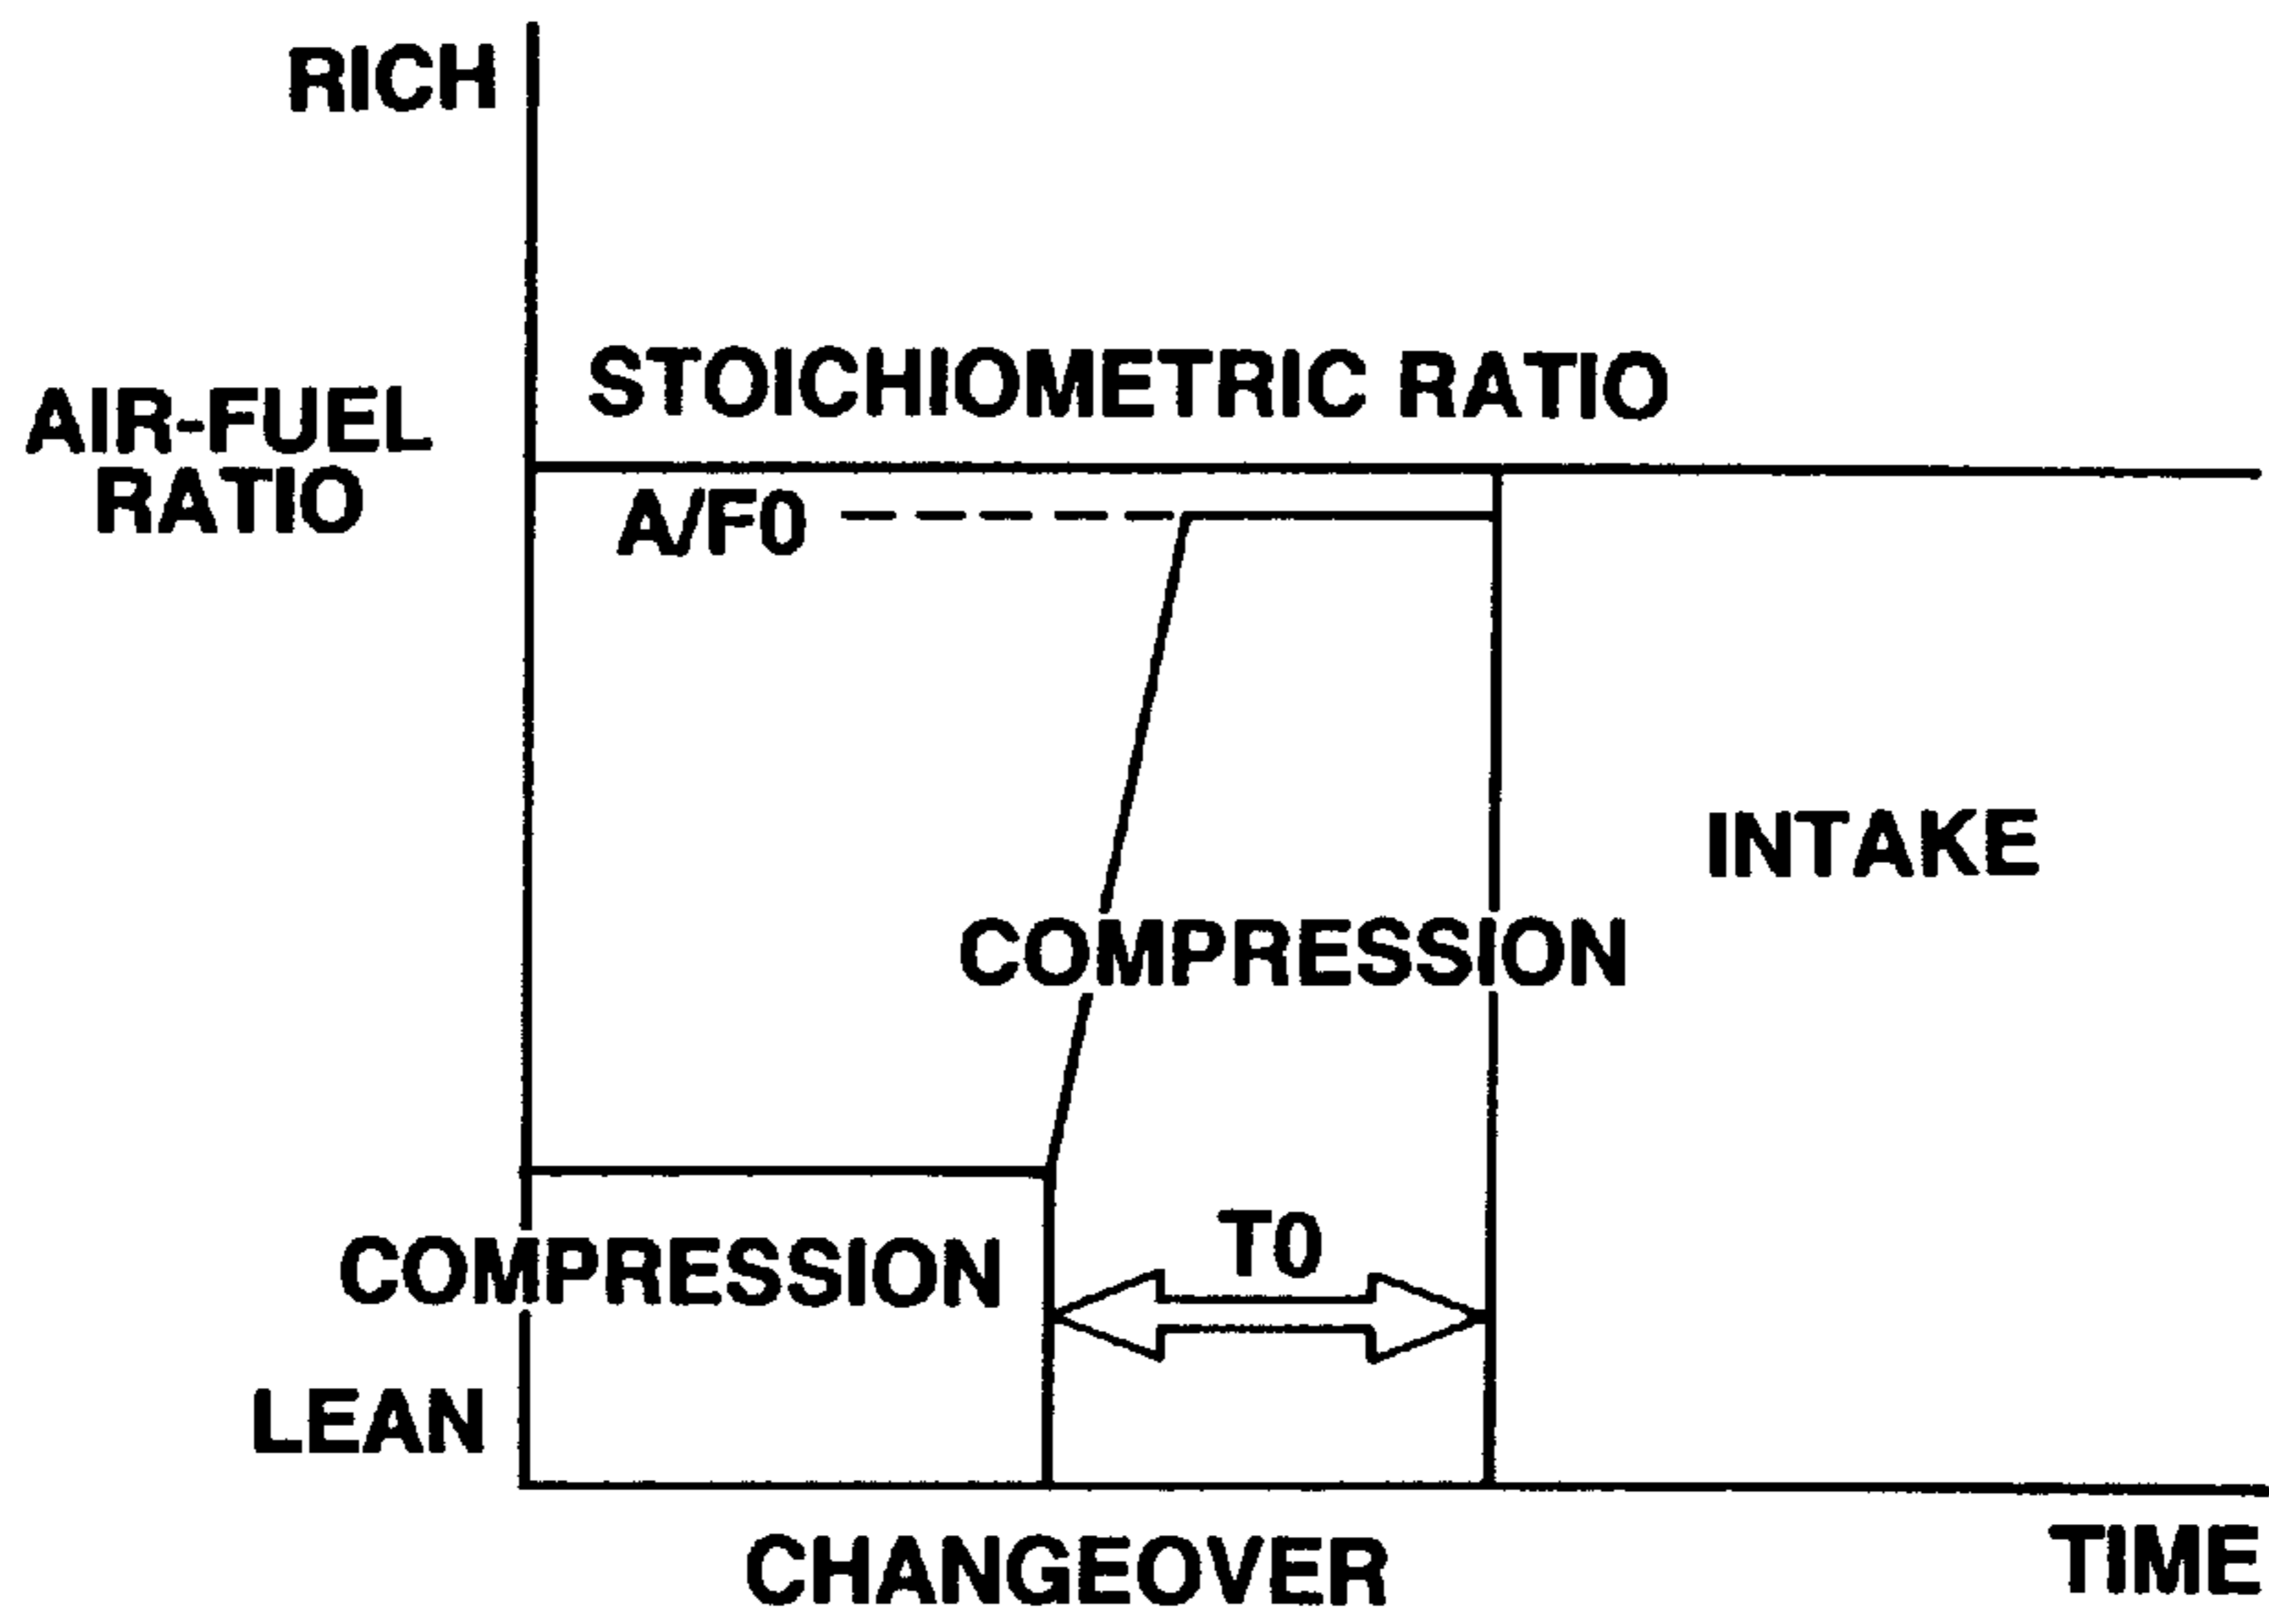 RICH
STOICHIOMETRIC RATIO
AIR-FUEL
RATIO
A/F0
INTAKE
COMPRESSION
T0
COMPRESSION
LEAN
CHANGEOVER
TIME